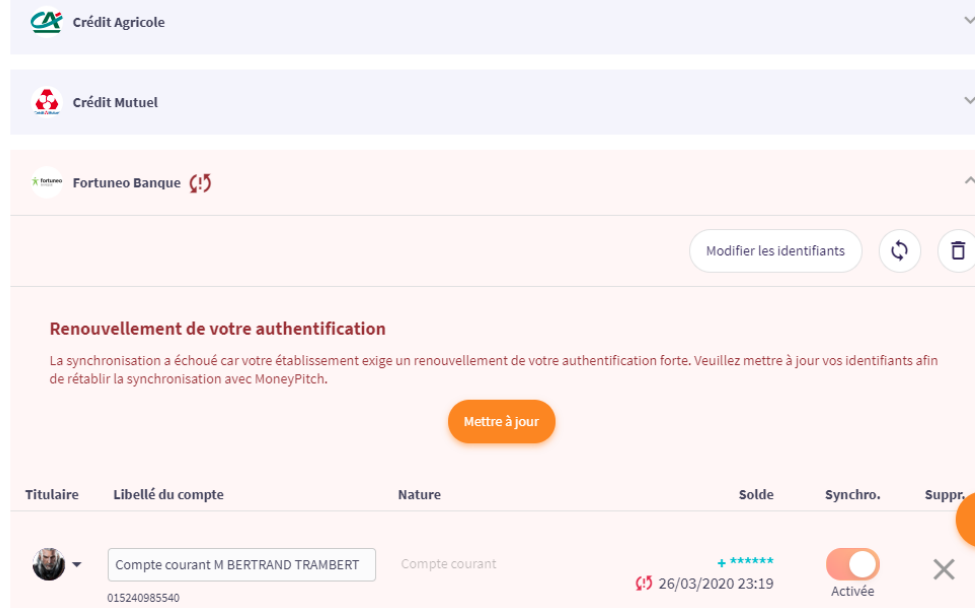 Crédit Agricole
Crédit Mutuel
fortuneo
Fortuneo Banque
Modifier les identifiants
Renouvellement de votre authentification
La synchronisation a échoué car votre établissement exige un renouvellement de votre authentification forte. Veuillez mettre à jour vos identifiants afin
de rétablir la synchronisation avec MoneyPitch.
Mettre à jour
Titulaire Libellé du compte Nature Solde Synchro. Suppr.
Compte courant M BERTRAND TRAMBERT Compte courant + ******
26/03/2020 23:19 Activée
015240985540